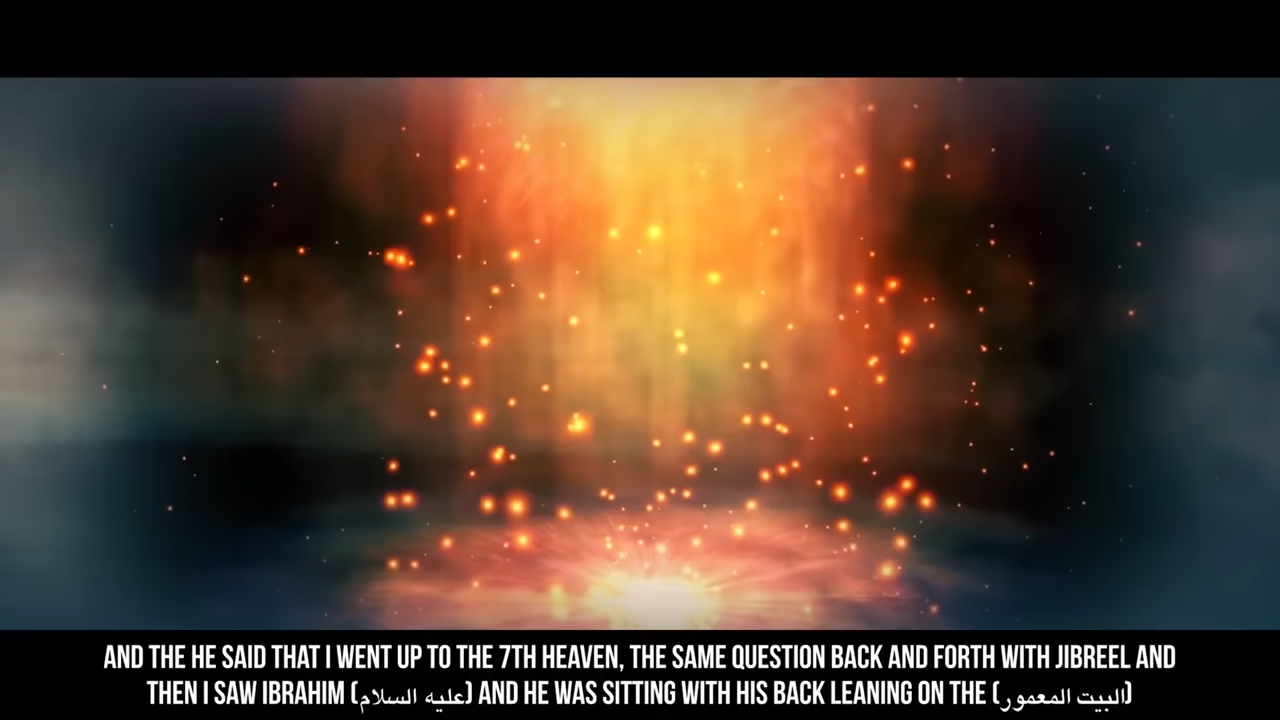 AND THE HE SAID THAT I WENT UP TO THE 7TH HEAVEN, THE SAME QUESTION BACK AND FORTH WITH JIBREEL AND
THEN I SAW IBRAHIM (عليه السلام) AND HE WAS SITTING WITH HIS BACK LEANING ON THE (البيت المعمور)